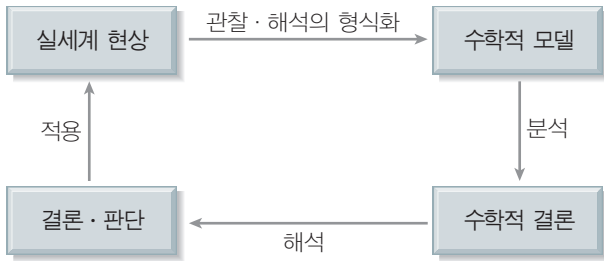 실세계 현상
관찰 · 해석의 형식화
수학적 모델
적용
분석
결론 · 판단
해석
수학적 결론